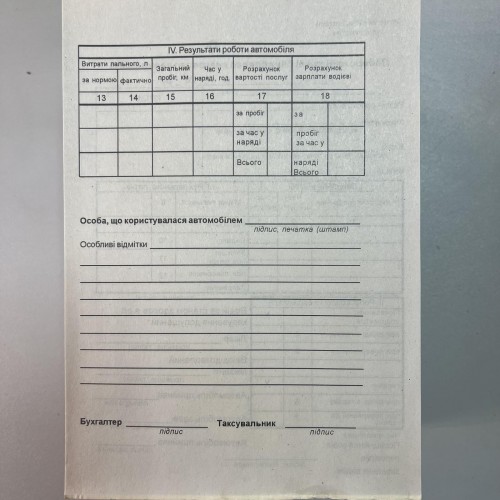 IV. Результати роботи автомобіля
Витрати пального, л
за нормою фактично
Загальний пробіг, км
Час у наряді, год.
Розрахунок вартості послуг
Розрахунок зарплати водієві
13 14 15 16 17 18
за пробіг за
за час у пробіг
наряді за час у
Всього наряді
Всього
Особа, що користувалася автомобілем
підпис, печатка (штамп)
Особливі відмітки
Бухгалтер Таксувальник
підпис підпис